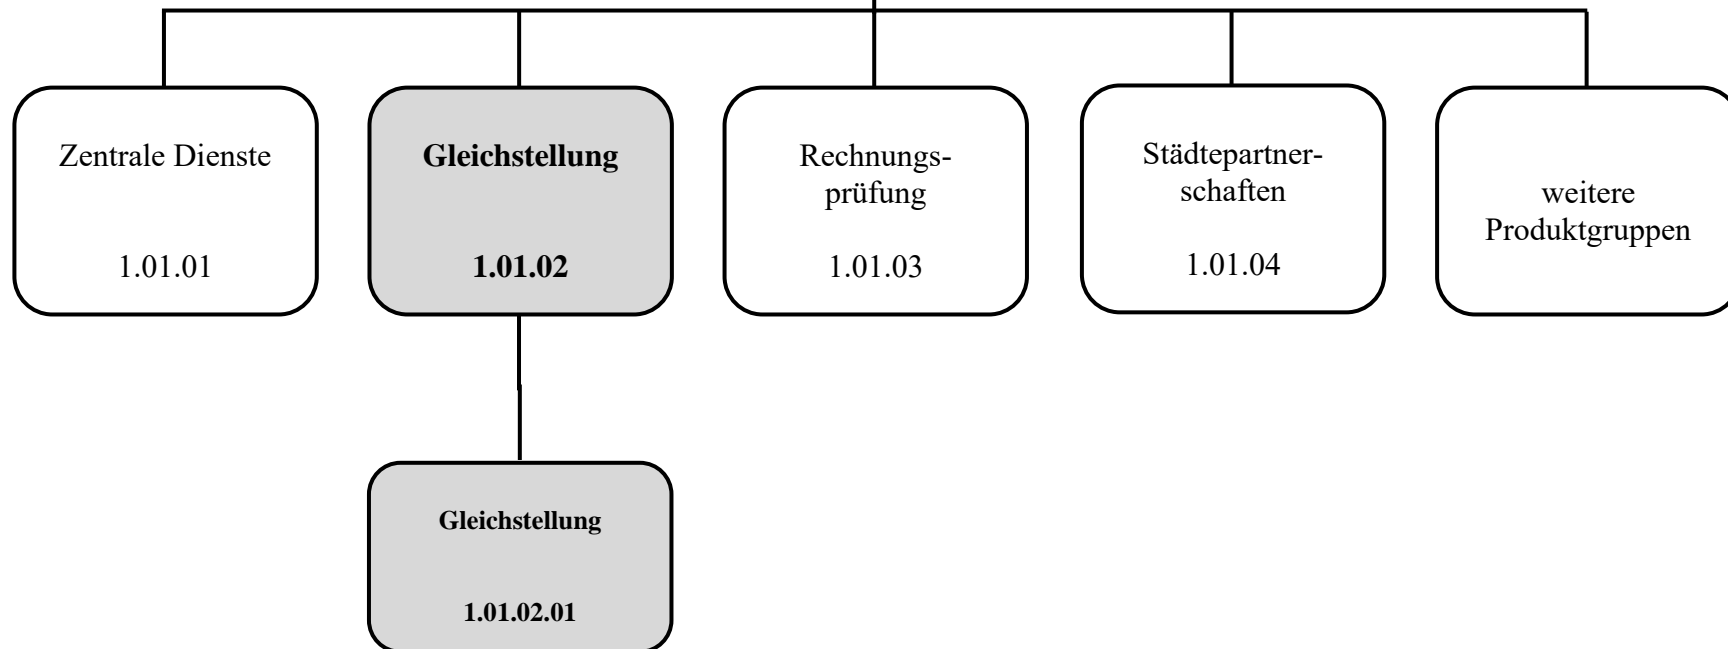 Zentrale Dienste
1.01.01
Gleichstellung
1.01.02
Rechnungs-
prüfung
1.01.03
Städtepartner-
schaften
1.01.04
weitere
Produktgruppen
Gleichstellung
1.01.02.01